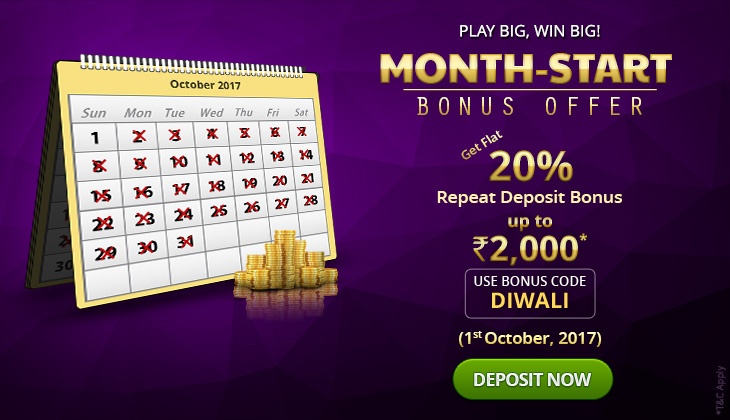 PLAY BIG, WIN BIG!
MONTH-START
BONUS OFFER
Get Flat
20%
Repeat Deposit Bonus
up to
₹2,000*
USE BONUS CODE
DIWALI
(1st October, 2017)
DEPOSIT NOW
*T&C Apply
October 2017
Sun Mon Tue Wed Thu Fri Sat
1 2 3 4 5 6 7
8 9 10 11 12 13 14
15 16 17 18 19 20 21
22 23 24 25 26 27 28
29 30 31
30